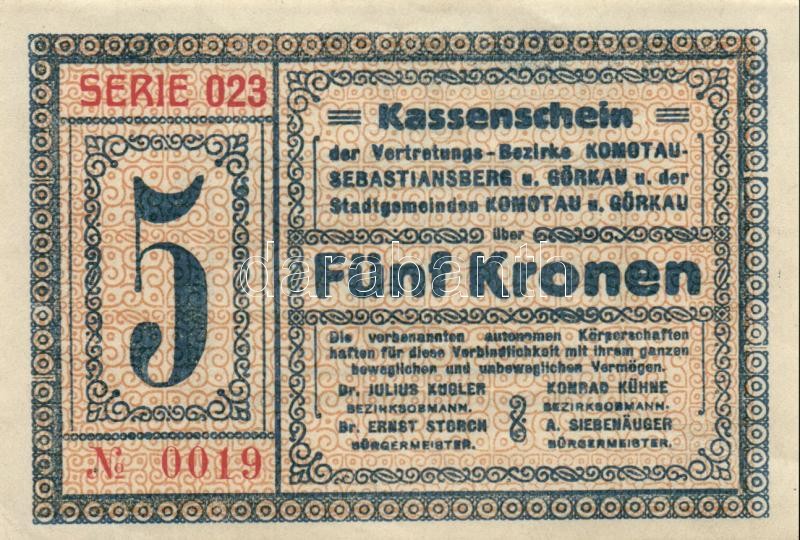 SERIE 023
5
№ 0019
Kassenschein
der Vertretungs-Bezirke KOMOTAU-
SEBASTIANSBERG u. GÖRKAU u. der
Stadtgemeinden KOMOTAU u. GÖRKAU
über
Fünf Kronen
Die vorbenannten autonomen Körperschaften
haften für diese Verbindlichkeit mit ihrem ganzen
beweglichen und unbeweglichen Vermögen.
Dr. JULIUS KUGLER
BEZIRKSOBMANN.
KONRAD KÜHNE
BEZIRKSOBMANN.
Dr. ERNST STORCH
BÜRGERMEISTER.
A. SIEBENÄUGER
BÜRGERMEISTER.
darabanth